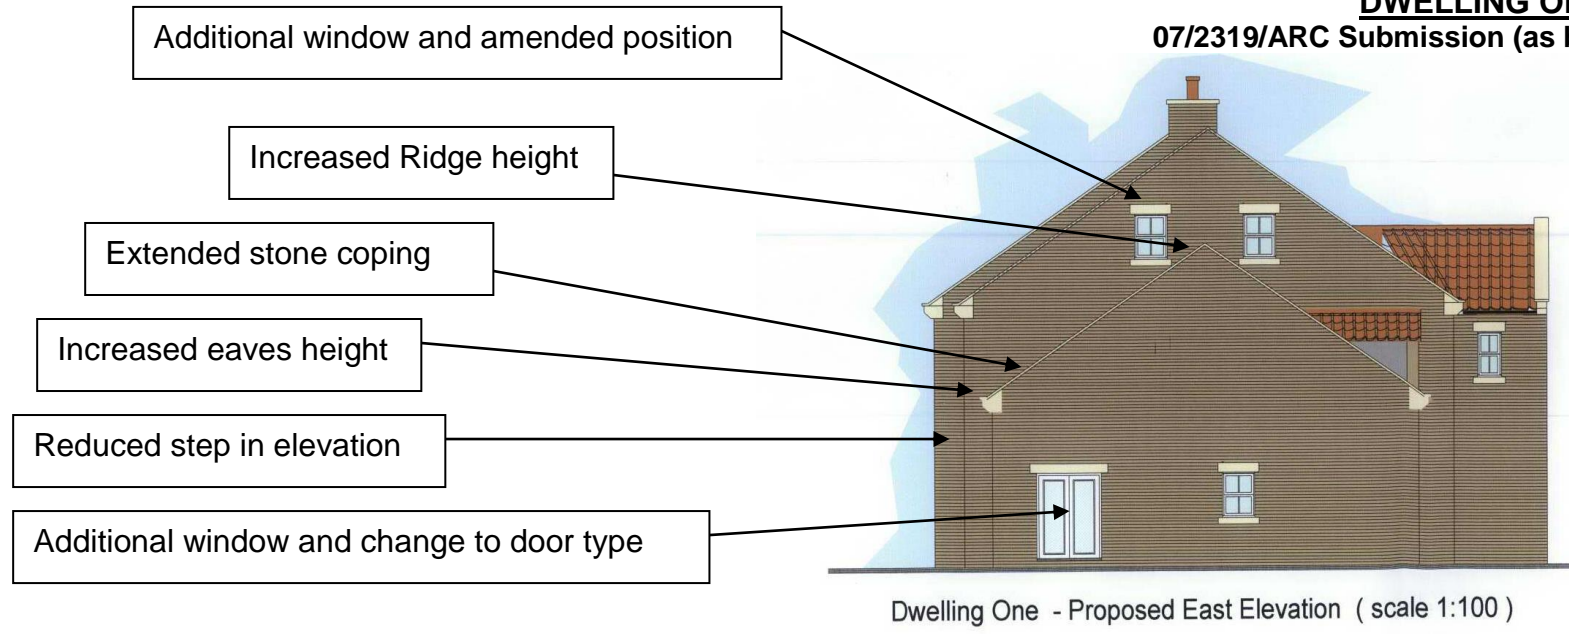 DWELLING O
07/2319/ARC Submission (as
Additional window and amended position
Increased Ridge height
Extended stone coping
Increased eaves height
Reduced step in elevation
Additional window and change to door type
Dwelling One - Proposed East Elevation ( scale 1:100 )